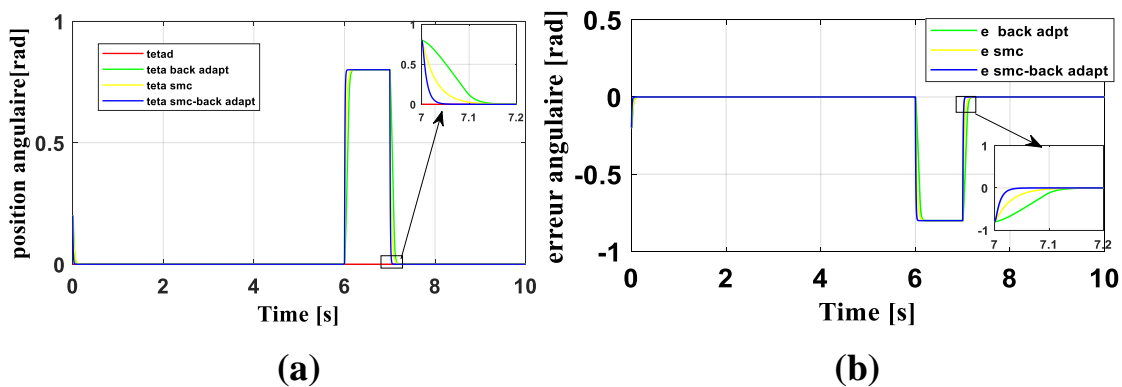 1
0.5
0
position angulaire[rad]
tetad
teta back adapt
teta smc
teta smc-back adapt
1
0.5
0
7 7.1 7.2
0 2 4 6 8 10
Time [s]
(a)
0.5
0
-0.5
-1
erreur angulaire [rad]
e back adpt
e smc
e smc-back adapt
1
0
-1
7 7.1 7.2
0 2 4 6 8 10
Time [s]
(b)